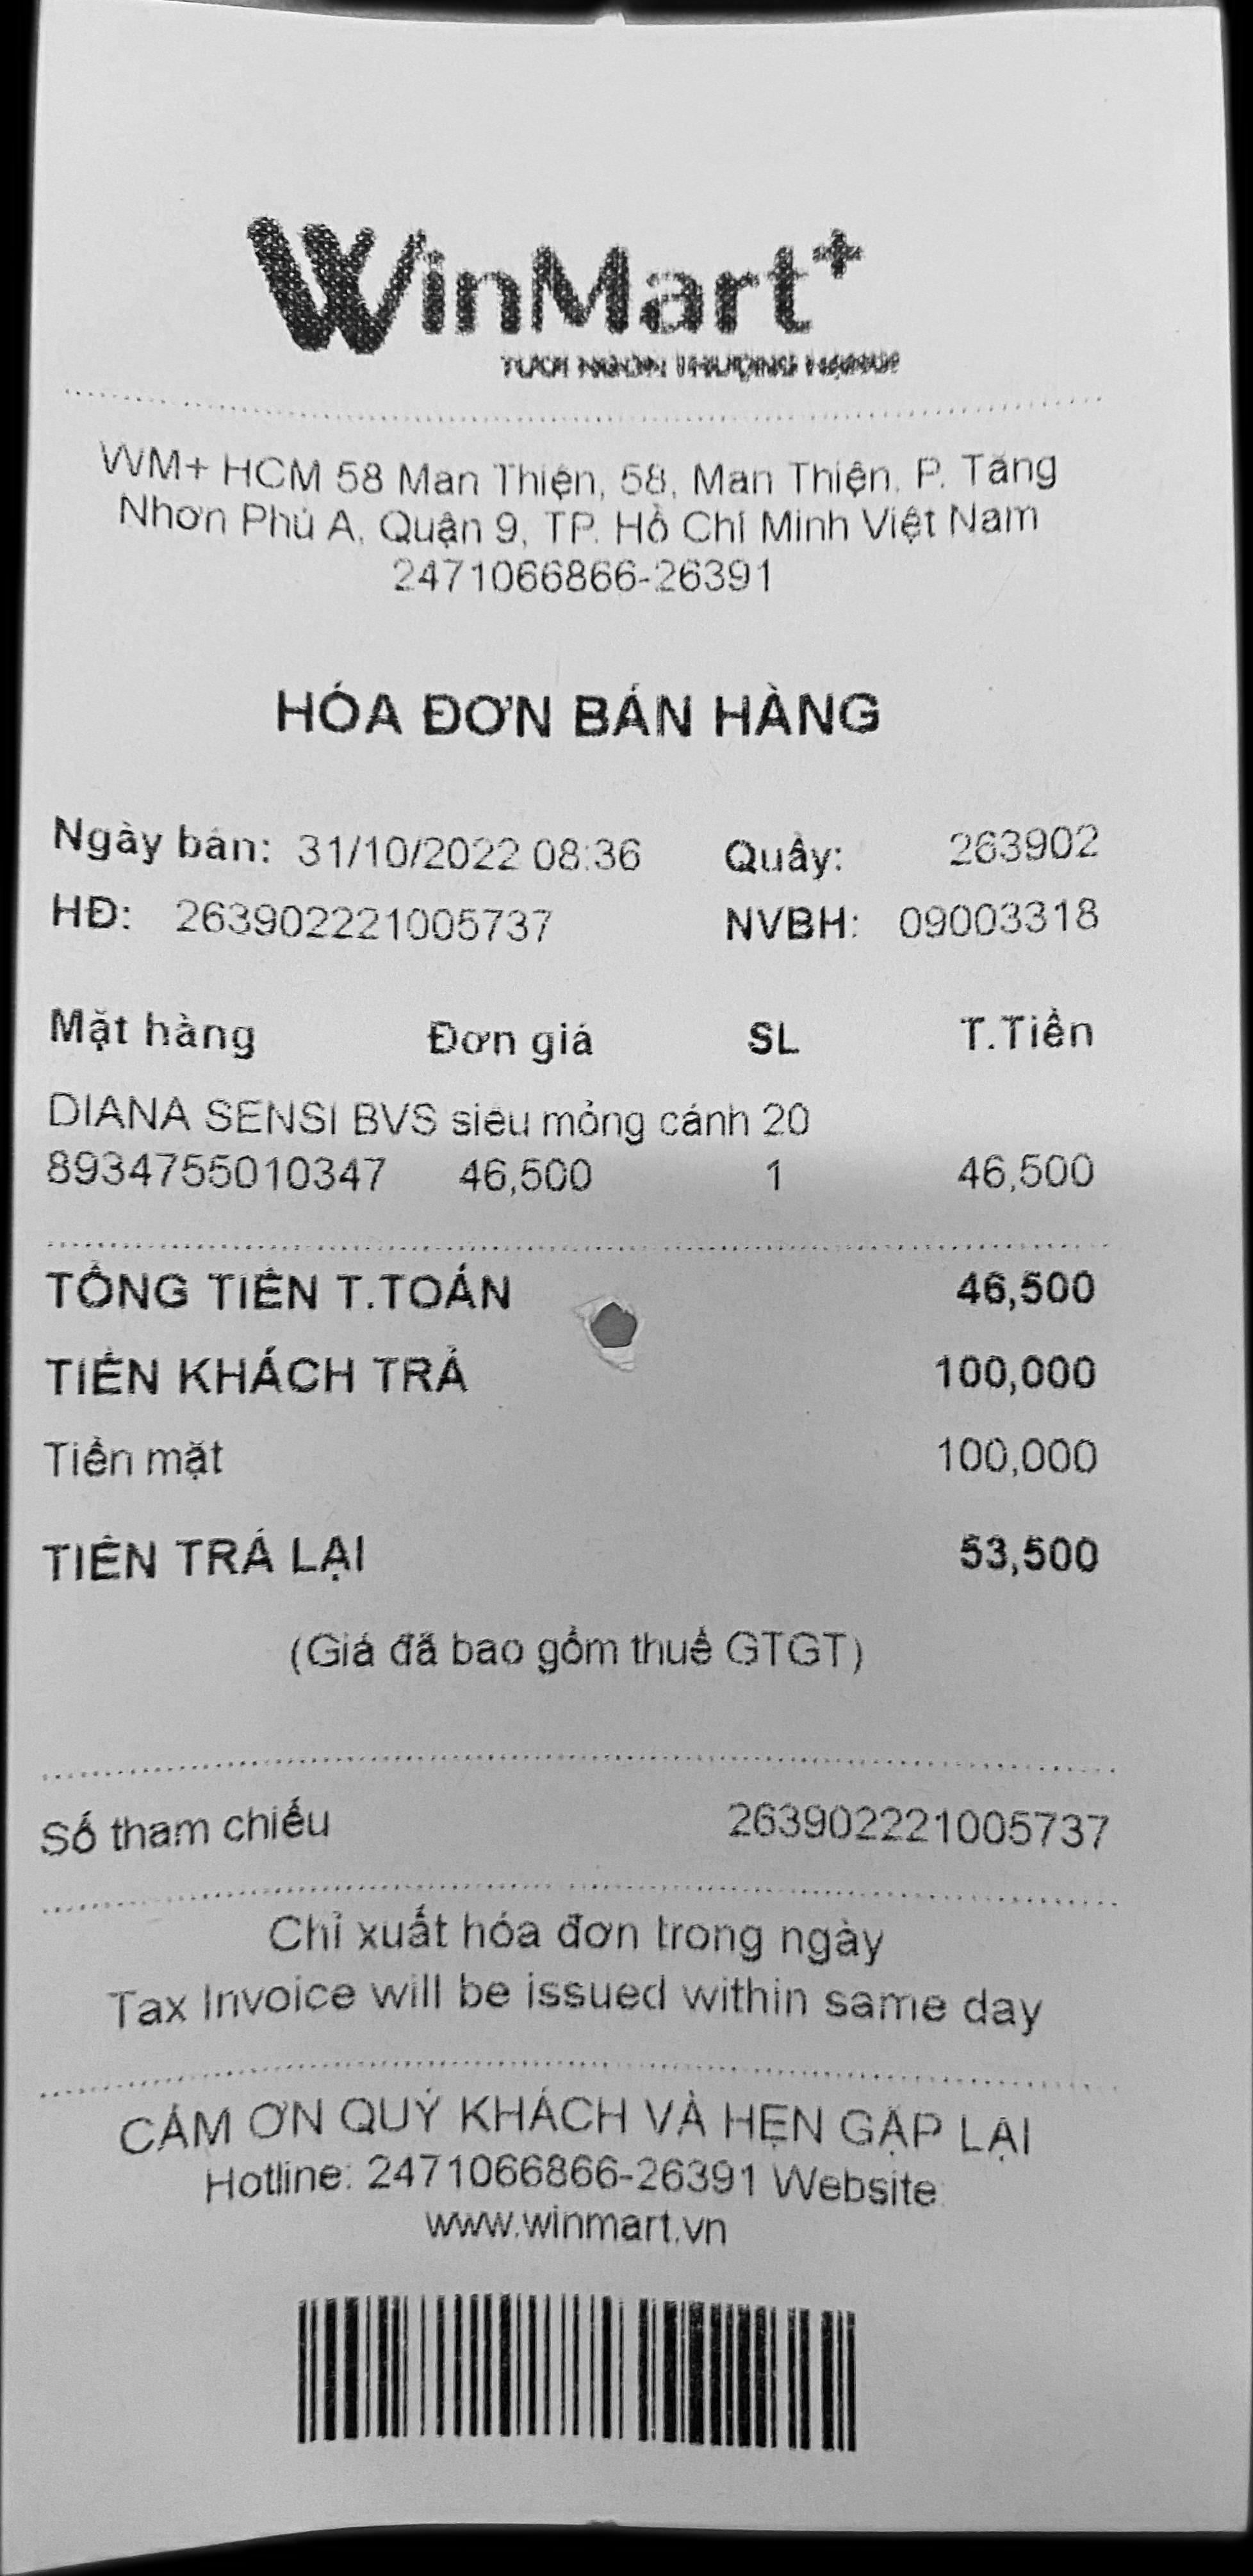 WinMart+
TƯƠI NGON THƯỢNG HẠNG
WM+ HCM 58 Man Thiện, 58, Man Thiện, P. Tăng
Nhơn Phú A, Quận 9, TP. Hồ Chí Minh Việt Nam
2471066866-26391
HÓA ĐƠN BÁN HÀNG
Ngày bán: 31/10/2022 08:36 Quầy: 263902
HĐ: 263902221005737 NVBH: 09003318
Mặt hàng Đơn giá SL T.Tiền
DIANA SENSI BVS siêu mỏng cánh 20
8934755010347 46,500 1 46,500
TỔNG TIỀN T.TOÁN 46,500
TIỀN KHÁCH TRẢ 100,000
Tiền mặt 100,000
TIỀN TRẢ LẠI 53,500
(Giá đã bao gồm thuế GTGT)
Số tham chiếu 263902221005737
Chỉ xuất hóa đơn trong ngày
Tax Invoice will be issued within same day
CẢM ƠN QUÝ KHÁCH VÀ HẸN GẶP LẠI
Hotline: 2471066866-26391 Website:
www.winmart.vn